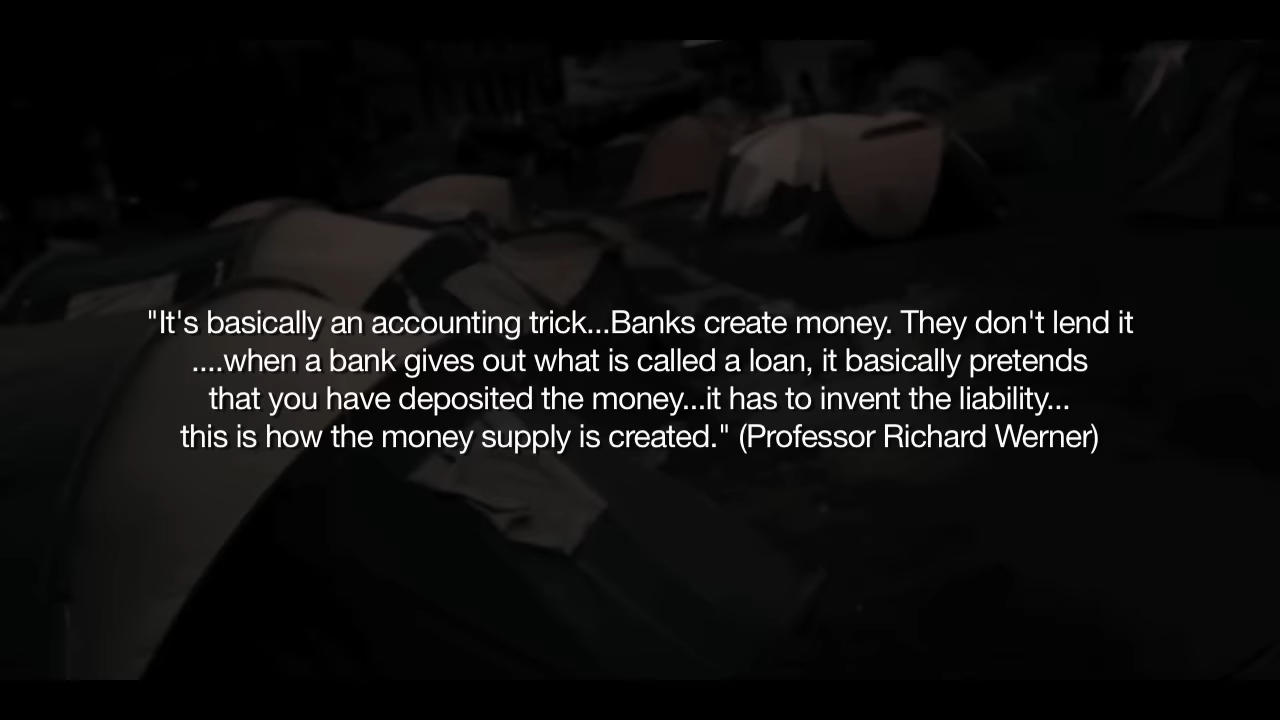 "It's basically an accounting trick...Banks create money. They don't lend it
....when a bank gives out what is called a loan, it basically pretends
that you have deposited the money...it has to invent the liability...
this is how the money supply is created." (Professor Richard Werner)